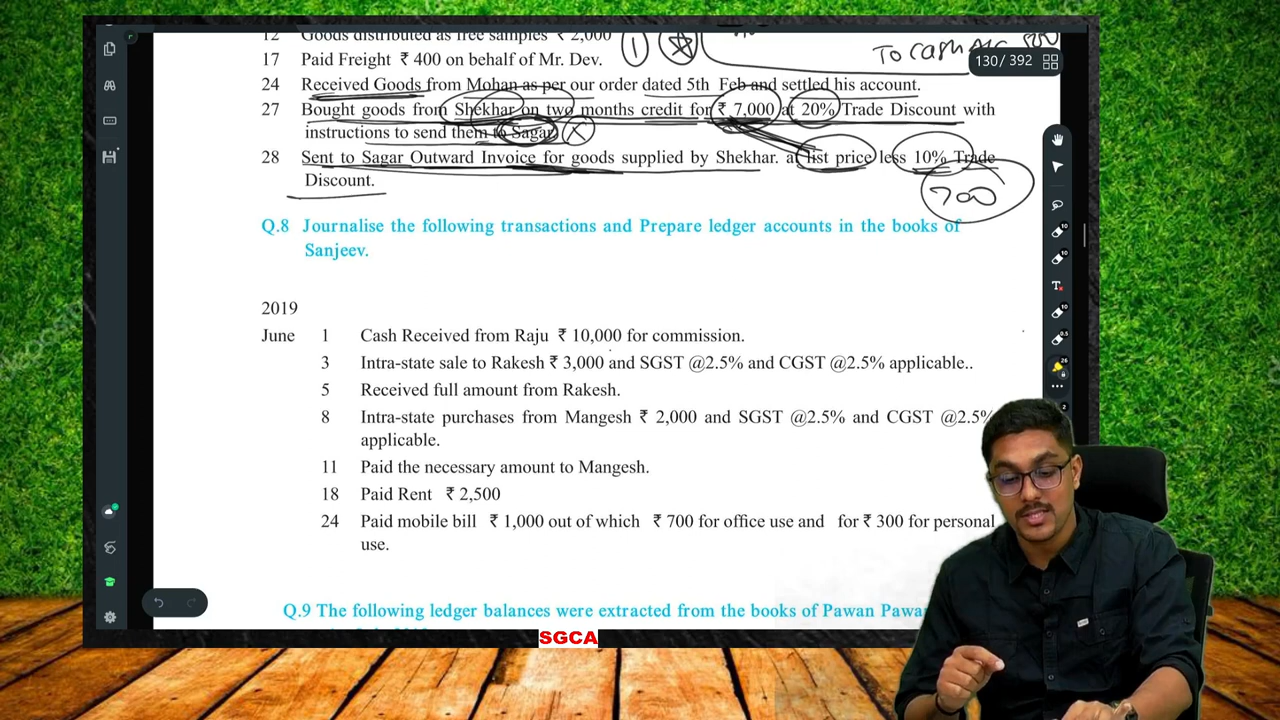 12 Goods distributed as free samples ₹ 2,000
To cash A/c
130 / 392
17 Paid Freight ₹ 400 on behalf of Mr. Dev.
24 Received Goods from Mohan as per our order dated 5th Feb and settled his account.
27 Bought goods from Shekhar on two months credit for ₹ 7,000 at 20% Trade Discount with
instructions to send them to Sagar.
28 Sent to Sagar Outward Invoice for goods supplied by Shekhar. at list price less 10% Trade
Discount.
700
Q.8 Journalise the following transactions and Prepare ledger accounts in the books of
Sanjeev.
2019
June 1 Cash Received from Raju ₹ 10,000 for commission.
3 Intra-state sale to Rakesh ₹ 3,000 and SGST @2.5% and CGST @2.5% applicable..
5 Received full amount from Rakesh.
8 Intra-state purchases from Mangesh ₹ 2,000 and SGST @2.5% and CGST @2.5%
applicable.
11 Paid the necessary amount to Mangesh.
18 Paid Rent ₹ 2,500
24 Paid mobile bill ₹ 1,000 out of which ₹ 700 for office use and for ₹ 300 for personal
use.
Q.9 The following ledger balances were extracted from the books of Pawan
SGCA